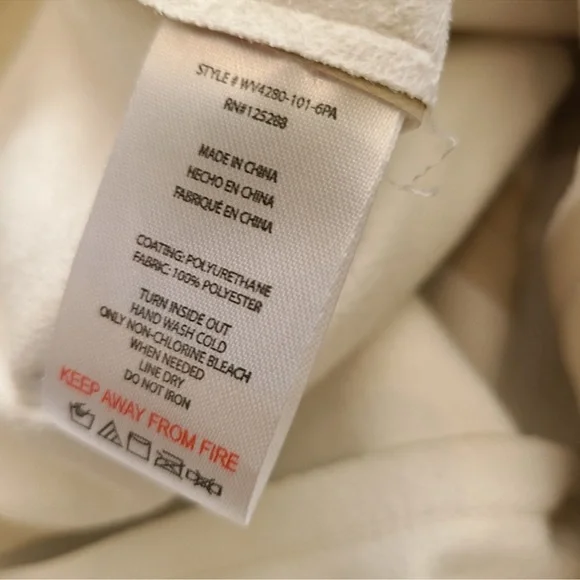 STYLE # WV4280-101-6PA
RN#125288
MADE IN CHINA
HECHO EN CHINA
FABRIQUÉ EN CHINA
COATING: POLYURETHANE
FABRIC: 100% POLYESTER
TURN INSIDE OUT
HAND WASH COLD
ONLY NON-CHLORINE BLEACH
WHEN NEEDED
LINE DRY
DO NOT IRON
KEEP AWAY FROM FIRE